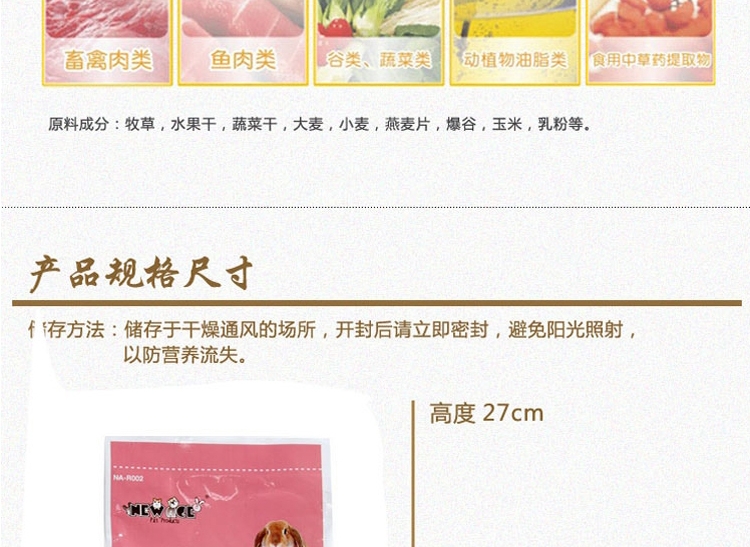 畜禽肉类
鱼肉类
谷类、蔬菜类
动植物油脂类
食用中草药提取物
原料成分：牧草，水果干，蔬菜干，大麦，小麦，燕麦片，爆谷，玉米，乳粉等。
产品规格尺寸
储存方法：储存于干燥通风的场所，开封后请立即密封，避免阳光照射，
以防营养流失。
高度 27cm
NA-R002
NEW AGE
Pet Products